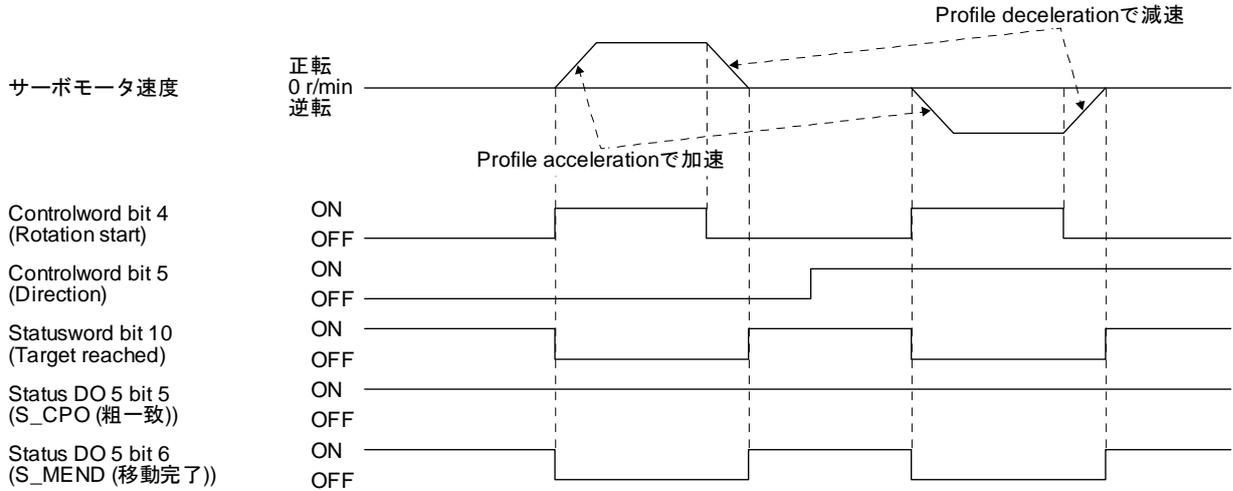 Profile decelerationで減速
正転
サーボモータ速度
0 r/min
逆転
Profile accelerationで加速
Controlword bit 4
(Rotation start)
ON
OFF
Controlword bit 5
(Direction)
ON
OFF
Statusword bit 10
(Target reached)
ON
OFF
Status DO 5 bit 5
(S_CPO (粗一致))
ON
OFF
Status DO 5 bit 6
(S_MEND (移動完了))
ON
OFF